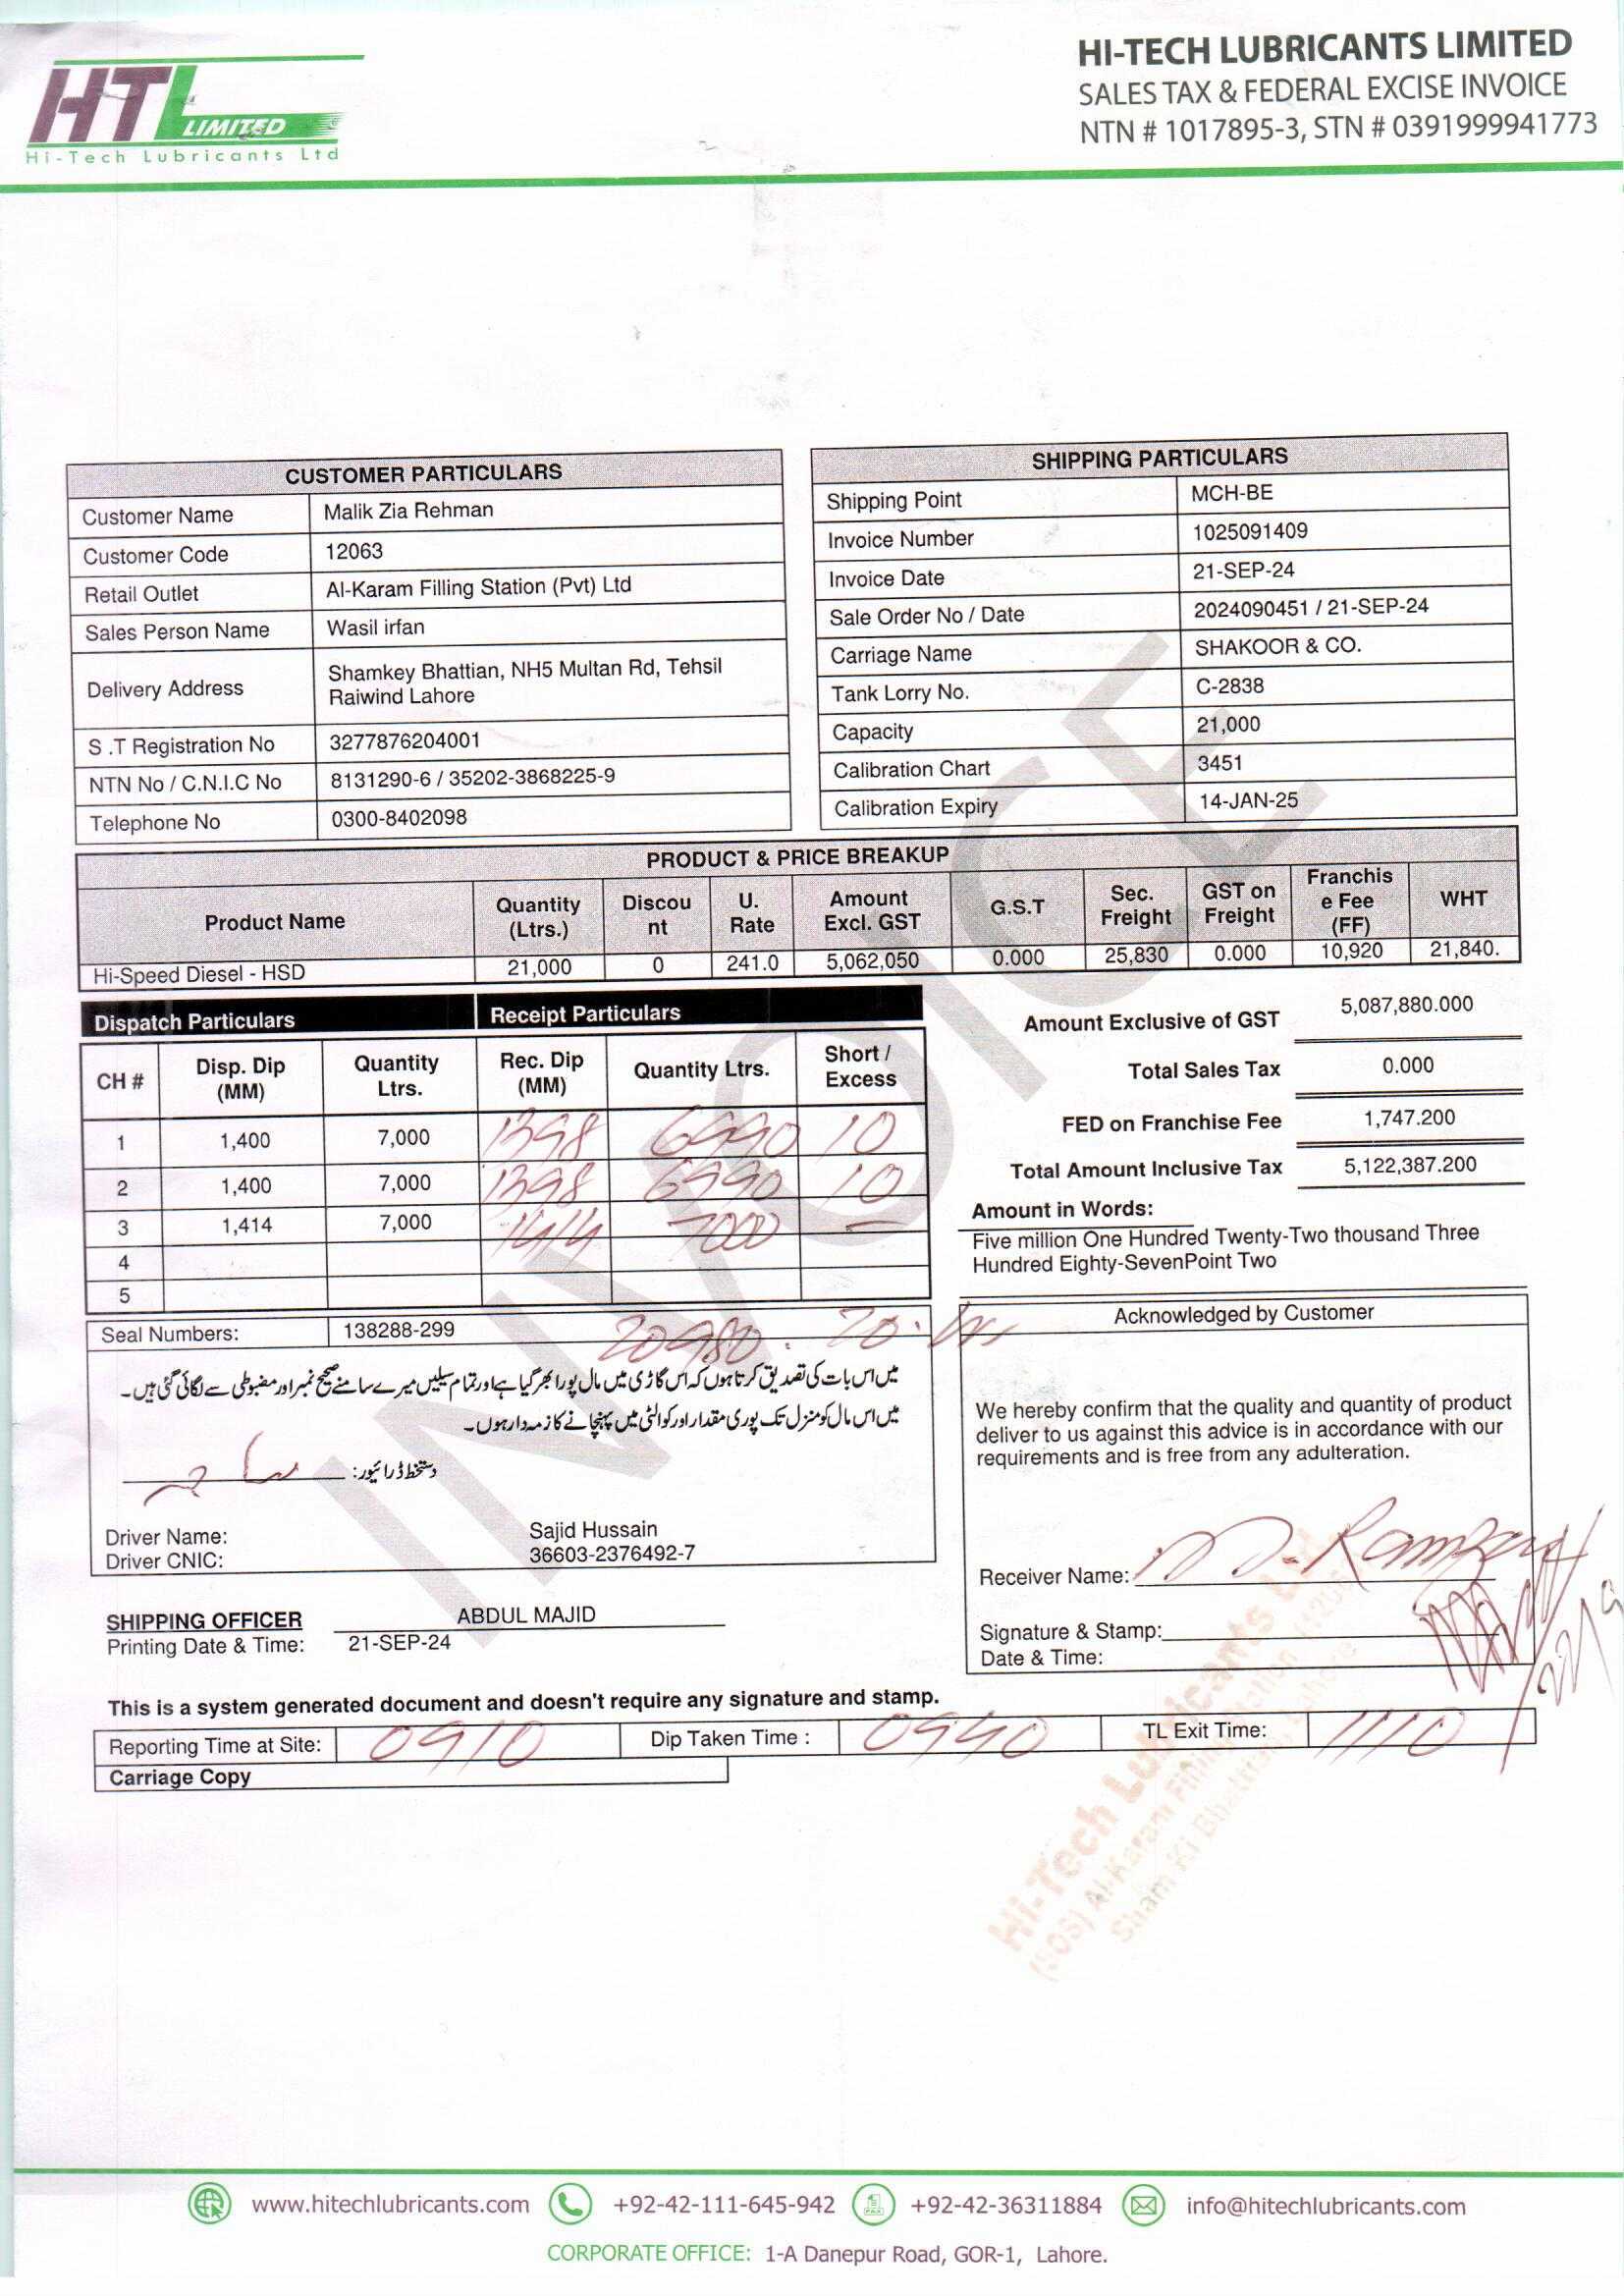 HTL LIMITED
Hi-Tech Lubricants Ltd
HI-TECH LUBRICANTS LIMITED
SALES TAX & FEDERAL EXCISE INVOICE
NTN # 1017895-3, STN # 0391999941773
INVOICE
CUSTOMER PARTICULARS
Customer Name Malik Zia Rehman
Customer Code 12063
Retail Outlet Al-Karam Filling Station (Pvt) Ltd
Sales Person Name Wasil irfan
Delivery Address Shamkey Bhattian, NH5 Multan Rd, Tehsil
Raiwind Lahore
S .T Registration No 3277876204001
NTN No / C.N.I.C No 8131290-6 / 35202-3868225-9
Telephone No 0300-8402098
SHIPPING PARTICULARS
Shipping Point MCH-BE
Invoice Number 1025091409
Invoice Date 21-SEP-24
Sale Order No / Date 2024090451 / 21-SEP-24
Carriage Name SHAKOOR & CO.
Tank Lorry No. C-2838
Capacity 21,000
Calibration Chart 3451
Calibration Expiry 14-JAN-25
PRODUCT & PRICE BREAKUP
Product Name Quantity (Ltrs.) Discou nt U. Rate Amount Excl. GST G.S.T Sec. Freight GST on Freight Franchis e Fee (FF) WHT
Hi-Speed Diesel - HSD 21,000 0 241.0 5,062,050 0.000 25,830 0.000 10,920 21,840.
Dispatch Particulars Receipt Particulars
CH # Disp. Dip (MM) Quantity Ltrs. Rec. Dip (MM) Quantity Ltrs. Short / Excess
1 1,400 7,000 1398 6990 10
2 1,400 7,000 1398 6990 10
3 1,414 7,000 1414 7000 –
4
5
20980. 20. Ltrs
Amount Exclusive of GST 5,087,880.000
Total Sales Tax 0.000
FED on Franchise Fee 1,747.200
Total Amount Inclusive Tax 5,122,387.200
Amount in Words:
Five million One Hundred Twenty-Two thousand Three
Hundred Eighty-SevenPoint Two
Seal Numbers: 138288-299
میں اس بات کی تصدیق کرتا ہوں کہ اس گاڑی میں مال پورا بھر گیا ہے اور تمام سیلیں میرے سامنے صحیح نمبر اور مضبوطی سے لگائی گئی ہیں۔
میں اس مال کو منزل تک پوری مقدار اور کوالٹی میں پہنچانے کا زمہ دار ہوں۔
دستخط ڈرائیور: ساجد
Driver Name: Sajid Hussain
Driver CNIC: 36603-2376492-7
Acknowledged by Customer
We hereby confirm that the quality and quantity of product
deliver to us against this advice is in accordance with our
requirements and is free from any adulteration.
Receiver Name: M-Ramzan
Signature & Stamp:
Date & Time:
SHIPPING OFFICER ABDUL MAJID
Printing Date & Time: 21-SEP-24
This is a system generated document and doesn't require any signature and stamp.
Reporting Time at Site: 0910 Dip Taken Time : 0940 TL Exit Time: 1110
Carriage Copy
Hi-Tech Lubricants Ltd
Al-Karam Filling Station
www.hitechlubricants.com +92-42-111-645-942 +92-42-36311884 info@hitechlubricants.com
CORPORATE OFFICE: 1-A Danepur Road, GOR-1, Lahore.